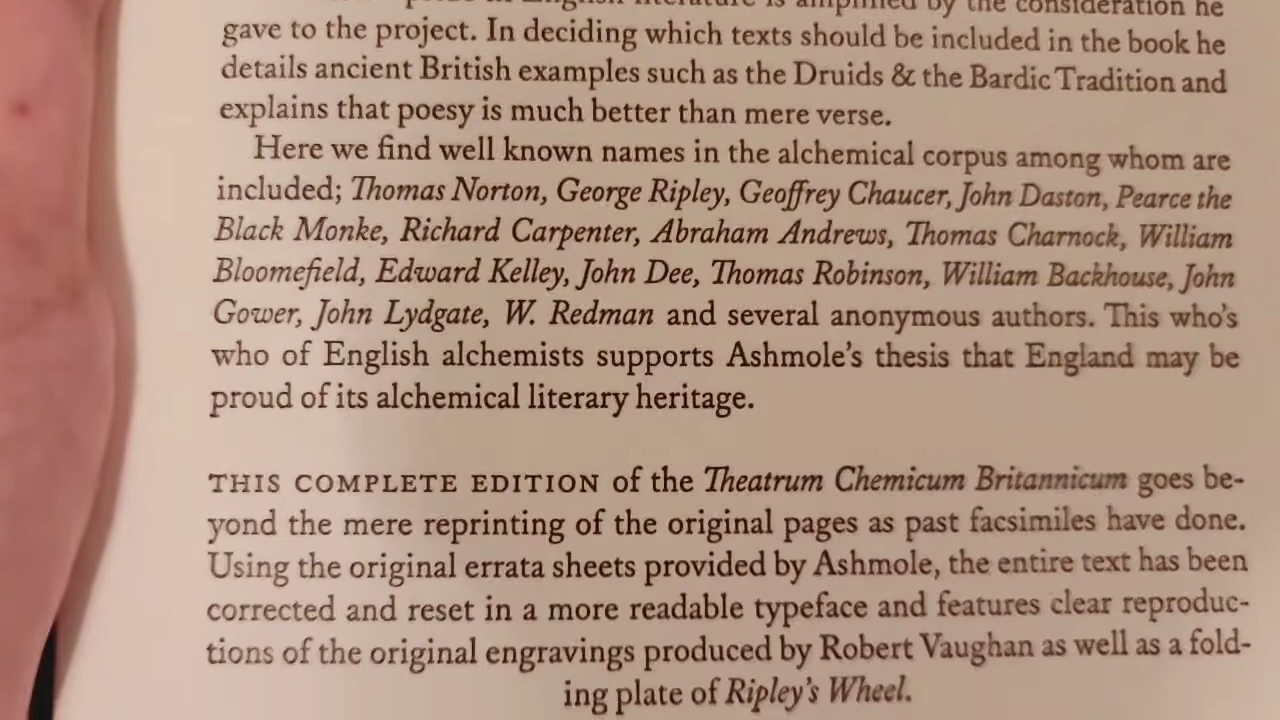 in English literature is amplified by the consideration he
gave to the project. In deciding which texts should be included in the book he
details ancient British examples such as the Druids & the Bardic Tradition and
explains that poesy is much better than mere verse.
Here we find well known names in the alchemical corpus among whom are
included; Thomas Norton, George Ripley, Geoffrey Chaucer, John Daston, Pearce the
Black Monke, Richard Carpenter, Abraham Andrews, Thomas Charnock, William
Bloomefield, Edward Kelley, John Dee, Thomas Robinson, William Backhouse, John
Gower, John Lydgate, W. Redman and several anonymous authors. This who's
who of English alchemists supports Ashmole's thesis that England may be
proud of its alchemical literary heritage.
THIS COMPLETE EDITION of the Theatrum Chemicum Britannicum goes be-
yond the mere reprinting of the original pages as past facsimiles have done.
Using the original errata sheets provided by Ashmole, the entire text has been
corrected and reset in a more readable typeface and features clear reproduc-
tions of the original engravings produced by Robert Vaughan as well as a fold-
ing plate of Ripley's Wheel.